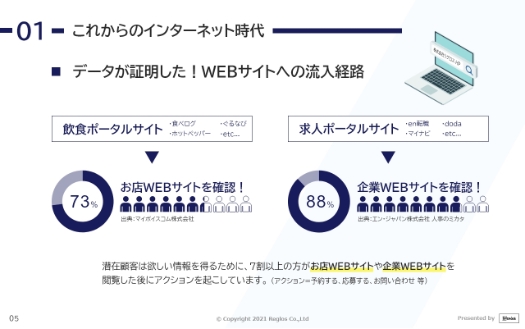 01 これからのインターネット時代
■ データが証明した！WEBサイトへの流入経路
飲食ポータルサイト ・食べログ ・ぐるなび
・ホットペッパー ・etc...
求人ポータルサイト ・en転職 ・doda
・マイナビ ・etc...
73%
お店WEBサイトを確認！
出典：マイボイスコム株式会社
88%
企業WEBサイトを確認！
出典：エン・ジャパン株式会社 人事のミカタ
潜在顧客は欲しい情報を得るために、7割以上の方がお店WEBサイトや企業WEBサイトを
閲覧した後にアクションを起こしています。（アクション＝予約する、応募する、お問い合わせ 等）
05
© Copyright 2021 Reglos Co.,Ltd
Presented by